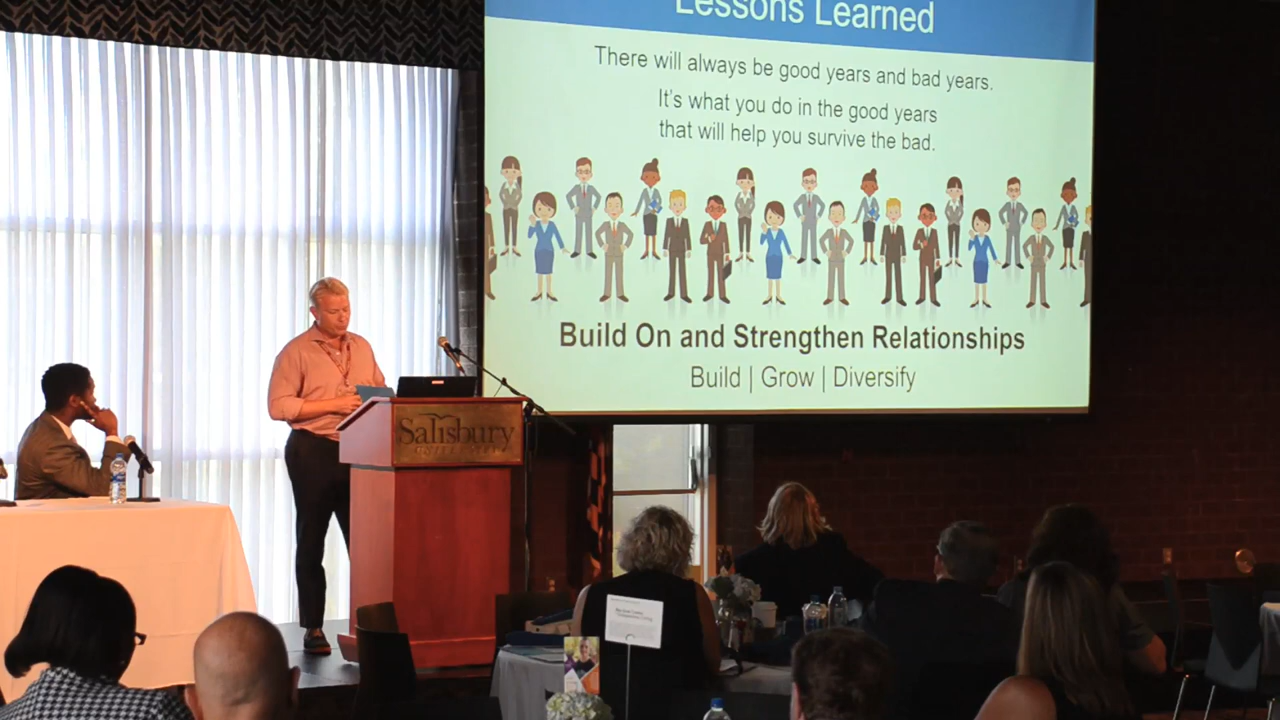 Lessons Learned
There will always be good years and bad years.
It's what you do in the good years
that will help you survive the bad.
Build On and Strengthen Relationships
Build | Grow | Diversify
Salisbury
UNIVERSITY